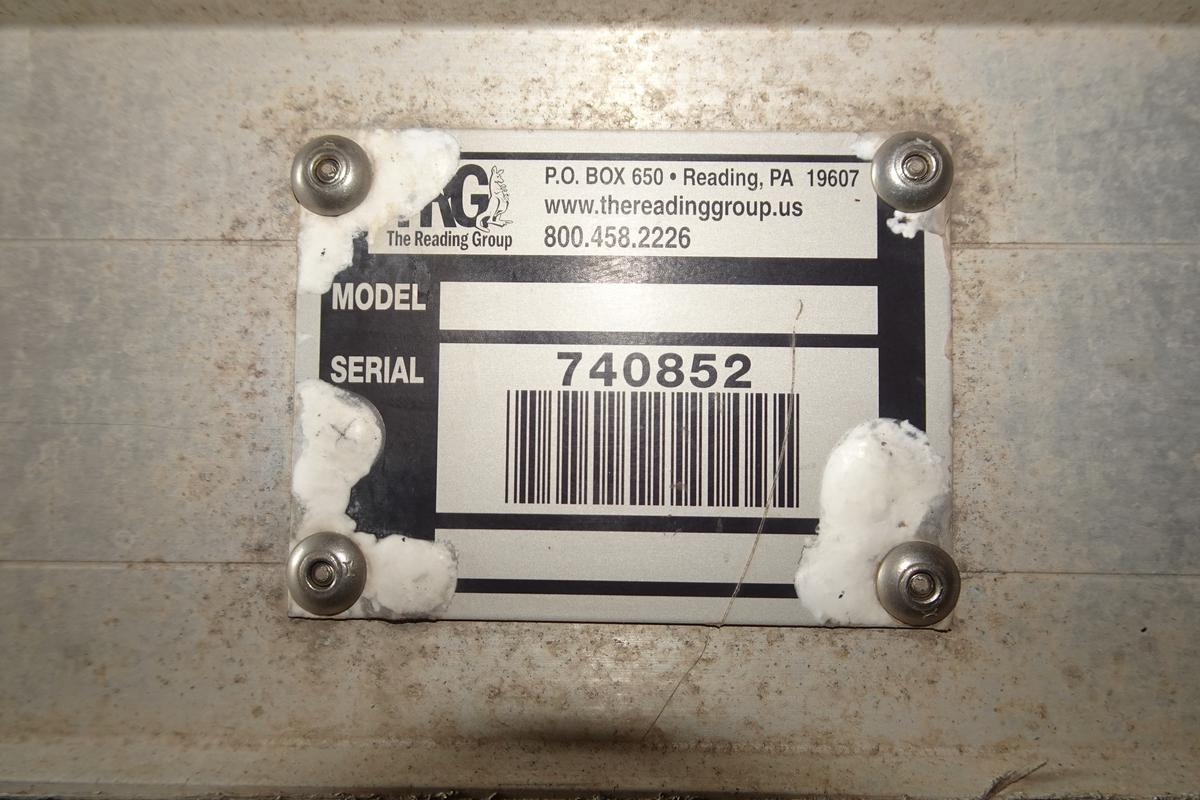 TRG
The Reading Group
P.O. BOX 650 • Reading, PA 19607
www.thereadinggroup.us
800.458.2226
MODEL
SERIAL
740852